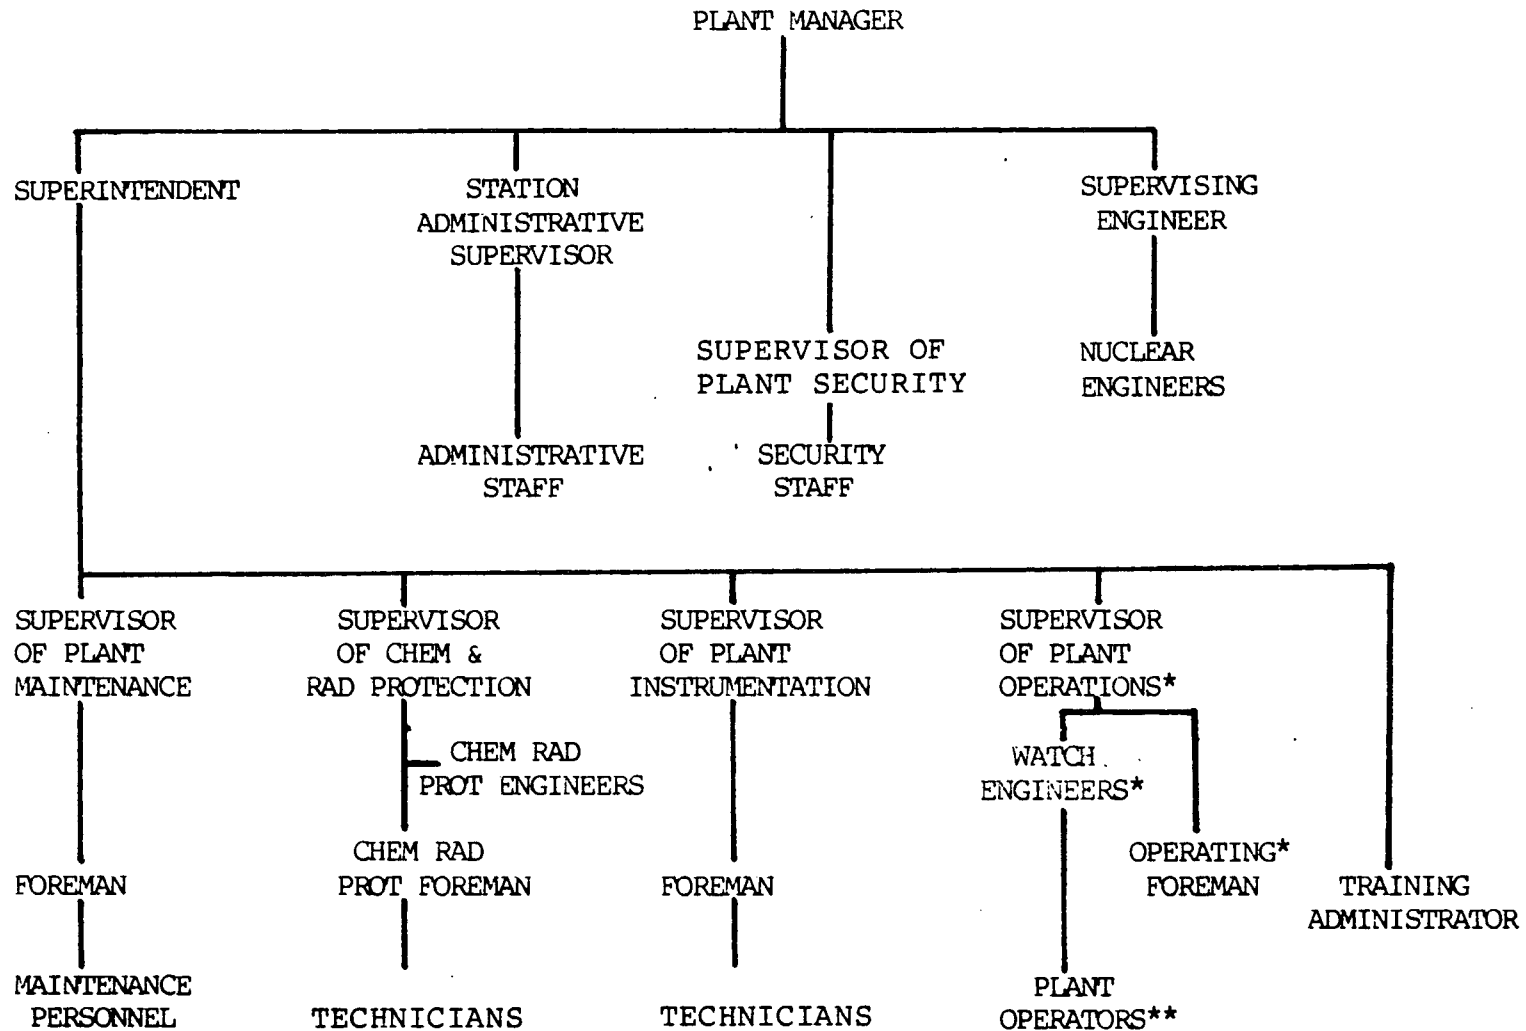 PLANT MANAGER
SUPERINTENDENT
STATION
ADMINISTRATIVE
SUPERVISOR
SUPERVISING
ENGINEER
SUPERVISOR OF
PLANT SECURITY
NUCLEAR
ENGINEERS
ADMINISTRATIVE
STAFF
SECURITY
STAFF
SUPERVISOR
OF PLANT
MAINTENANCE
SUPERVISOR
OF CHEM &
RAD PROTECTION
SUPERVISOR
OF PLANT
INSTRUMENTATION
SUPERVISOR
OF PLANT
OPERATIONS*
CHEM RAD
PROT ENGINEERS
WATCH
ENGINEERS*
FOREMAN
CHEM RAD
PROT FOREMAN
FOREMAN
OPERATING*
FOREMAN
TRAINING
ADMINISTRATOR
MAINTENANCE
PERSONNEL
TECHNICIANS
TECHNICIANS
PLANT
OPERATORS**